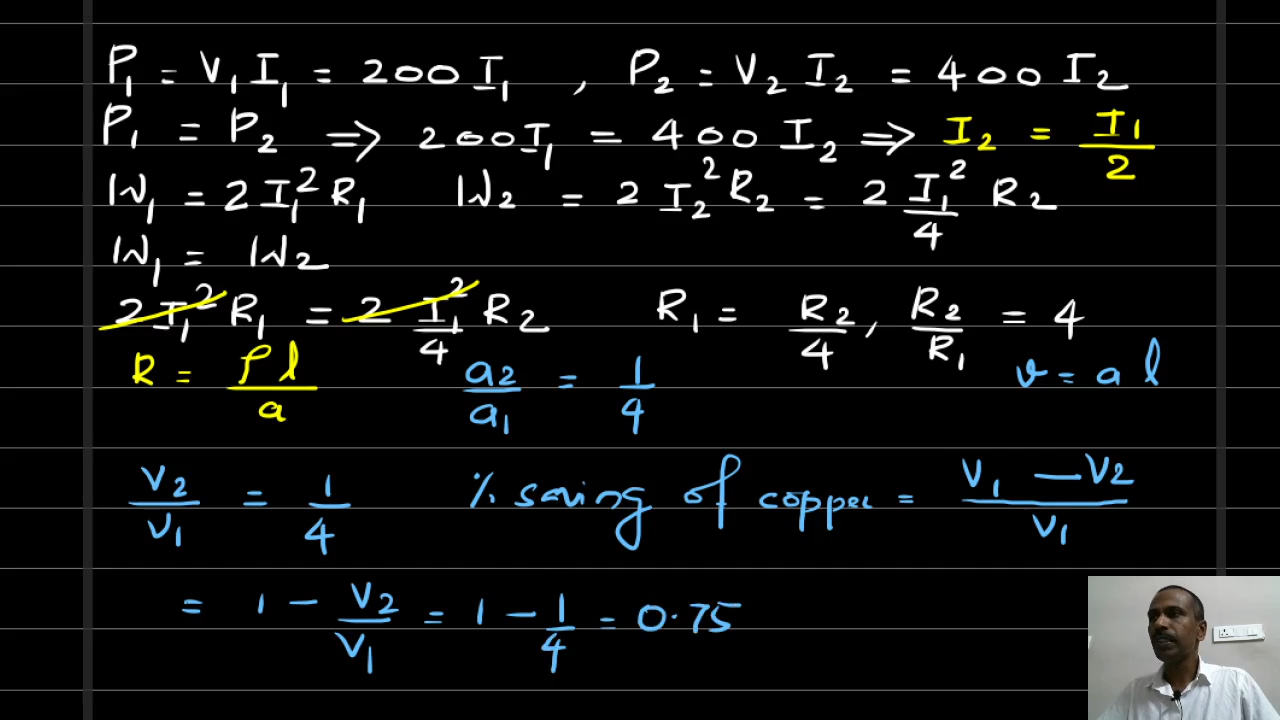 P₁ = V₁ I₁ = 200 I₁ , P₂ = V₂ I₂ = 400 I₂
P₁ = P₂ ⇒ 200 I₁ = 400 I₂ ⇒ I₂ = I₁/2
W₁ = 2 I₁² R₁ W₂ = 2 I₂² R₂ = 2 I₁²/4 R₂
W₁ = W₂
2 I₁² R₁ = 2 I₁²/4 R₂ R₁ = R₂/4 , R₂/R₁ = 4
R = ρl/a a₂/a₁ = 1/4 v = a l
V₂/V₁ = 1/4 % saving of copper = V₁ — V₂/V₁
= 1 – V₂/V₁ = 1 – 1/4 = 0.75